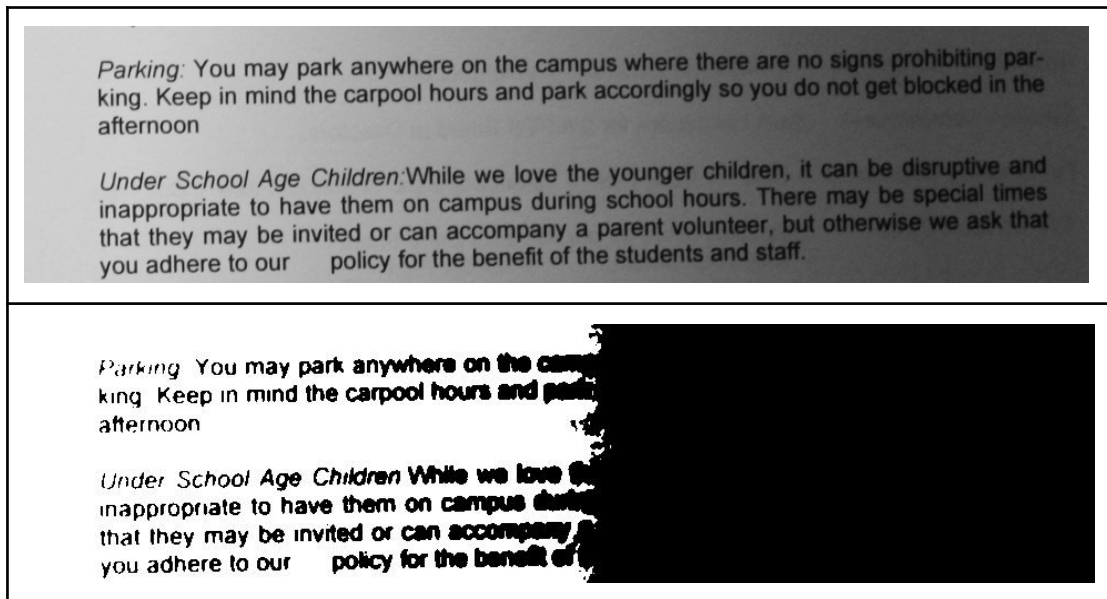 Parking: You may park anywhere on the campus where there are no signs prohibiting par-
king. Keep in mind the carpool hours and park accordingly so you do not get blocked in the
afternoon
Under School Age Children:While we love the younger children, it can be disruptive and
inappropriate to have them on campus during school hours. There may be special times
that they may be invited or can accompany a parent volunteer, but otherwise we ask that
you adhere to our policy for the benefit of the students and staff.
Parking You may park anywhere on the camp
king Keep in mind the carpool hours and park
afternoon
Under School Age Children While we love the
inappropriate to have them on campus during
that they may be invited or can accompany a
you adhere to our policy for the benefit of